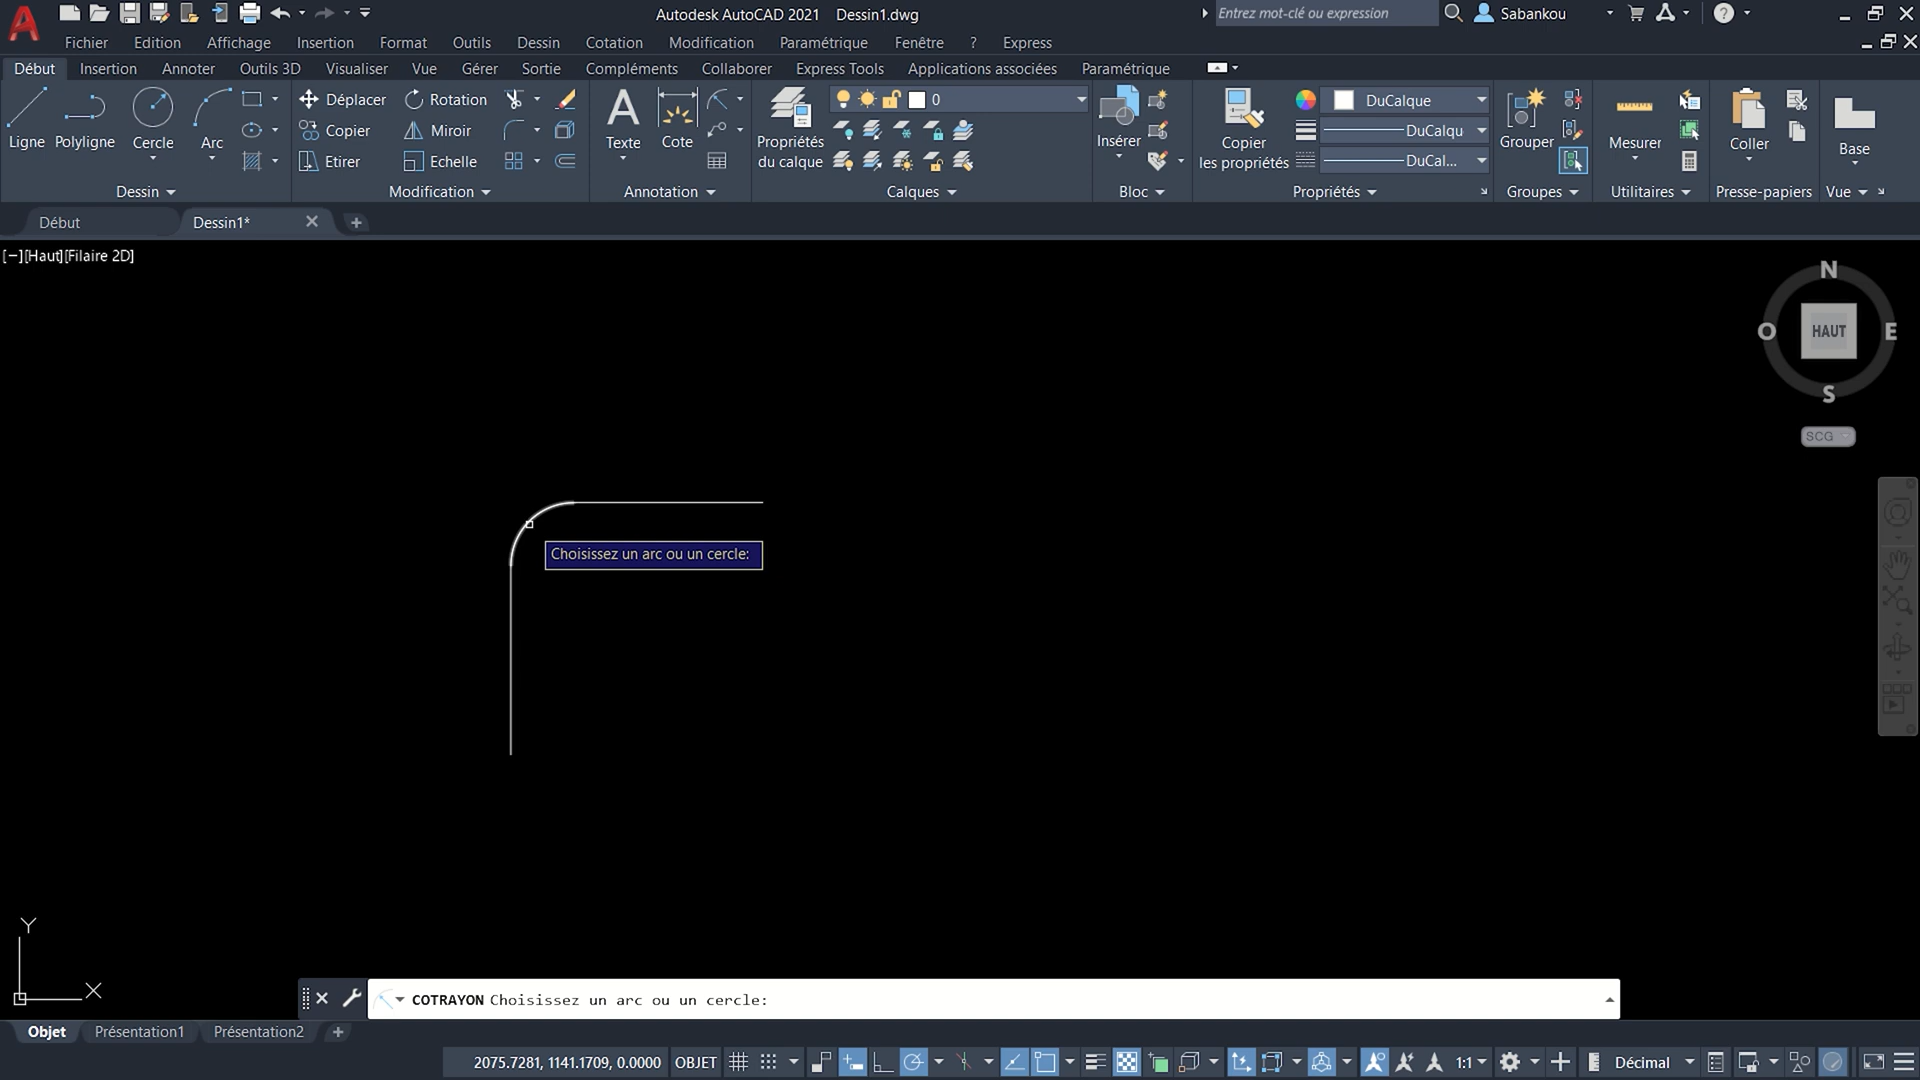 Autodesk AutoCAD 2021 Dessin1.dwg
Entrez mot-clé ou expression
Sabankou
Fichier Edition Affichage Insertion Format Outils Dessin Cotation Modification Paramétrique Fenêtre ? Express
Début Insertion Annoter Outils 3D Visualiser Vue Gérer Sortie Compléments Collaborer Express Tools Applications associées Paramétrique
Ligne Polyligne Cercle Arc
Déplacer Rotation
Copier Miroir
Etirer Echelle
Texte Cote
Propriétés
du calque
0
Insérer
Copier
les propriétés
DuCalque
DuCalqu
DuCal...
Grouper
Mesurer
Coller
Base
Dessin Modification Annotation Calques Bloc Propriétés Groupes Utilitaires Presse-papiers Vue
Début Dessin1* +
[−][Haut][Filaire 2D]
N
O HAUT E
S
SCG
Choisissez un arc ou un cercle:
Y
X
COTRAYON Choisissez un arc ou un cercle:
Objet Présentation1 Présentation2 +
2075.7281, 1141.1709, 0.0000 OBJET 1:1 Décimal